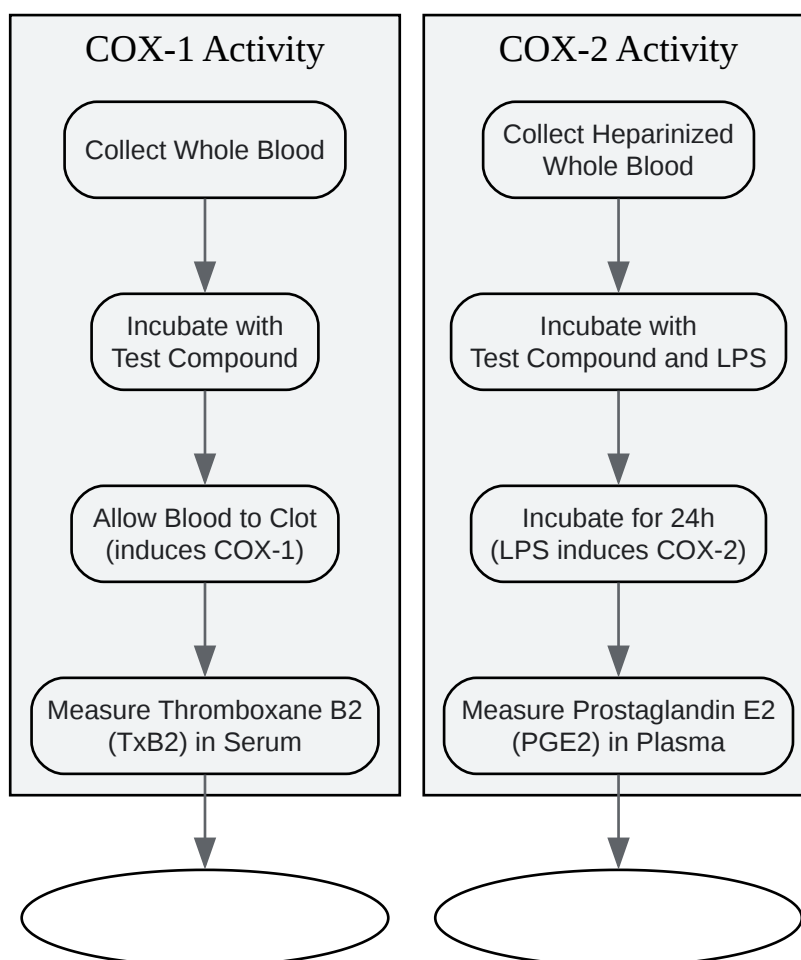 COX-1 Activity
Collect Whole Blood
Incubate with
Test Compound
Allow Blood to Clot
(induces COX-1)
Measure Thromboxane B2
(TxB2) in Serum
COX-2 Activity
Collect Heparinized
Whole Blood
Incubate with
Test Compound and LPS
Incubate for 24h
(LPS induces COX-2)
Measure Prostaglandin E2
(PGE2) in Plasma